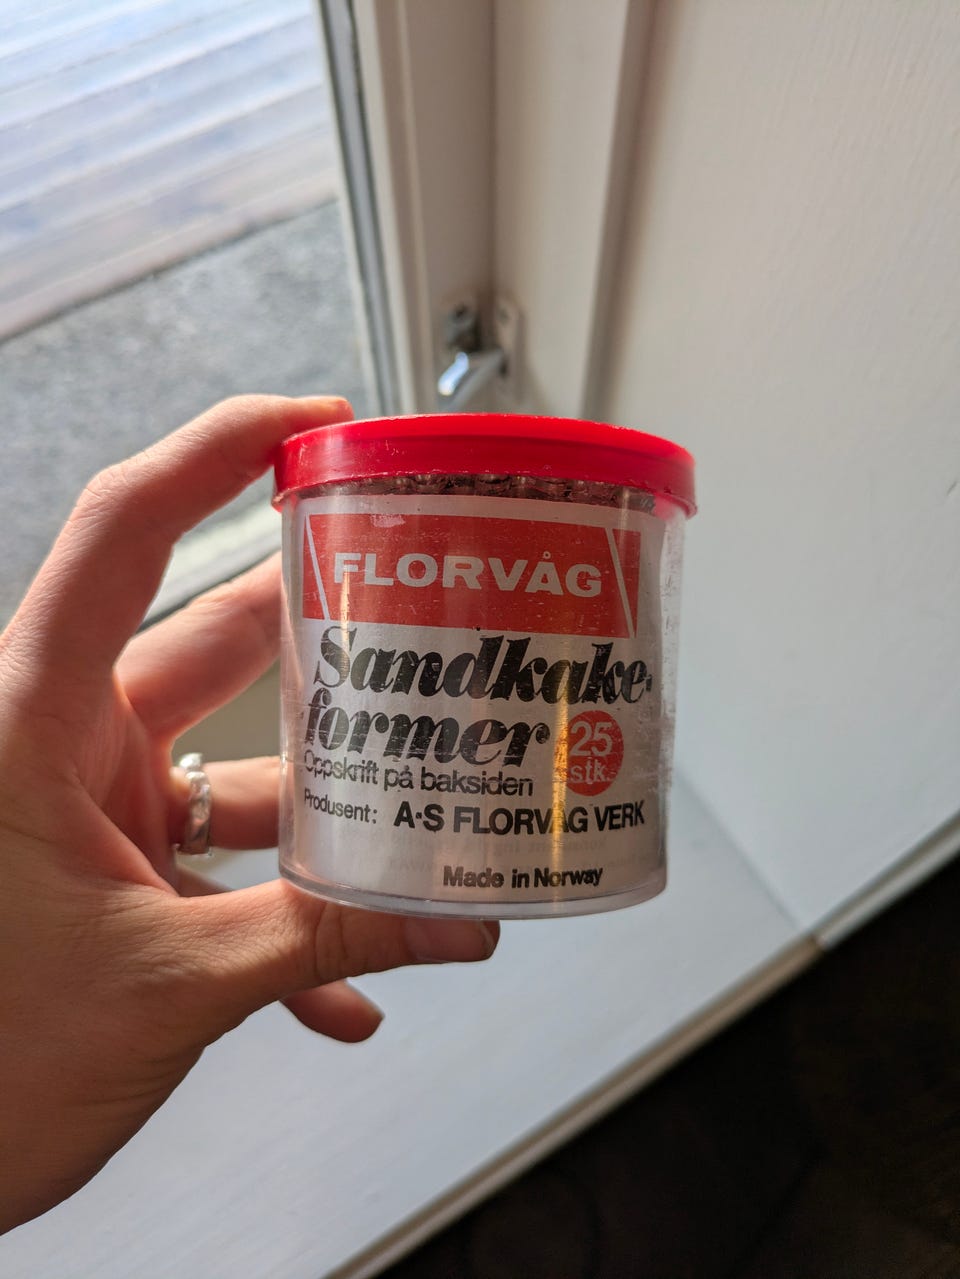 FLORVÅG
Sandkake-
former
25
stk.
Oppskrift på baksiden
Produsent: A·S FLORVÅG VERK
Made in Norway